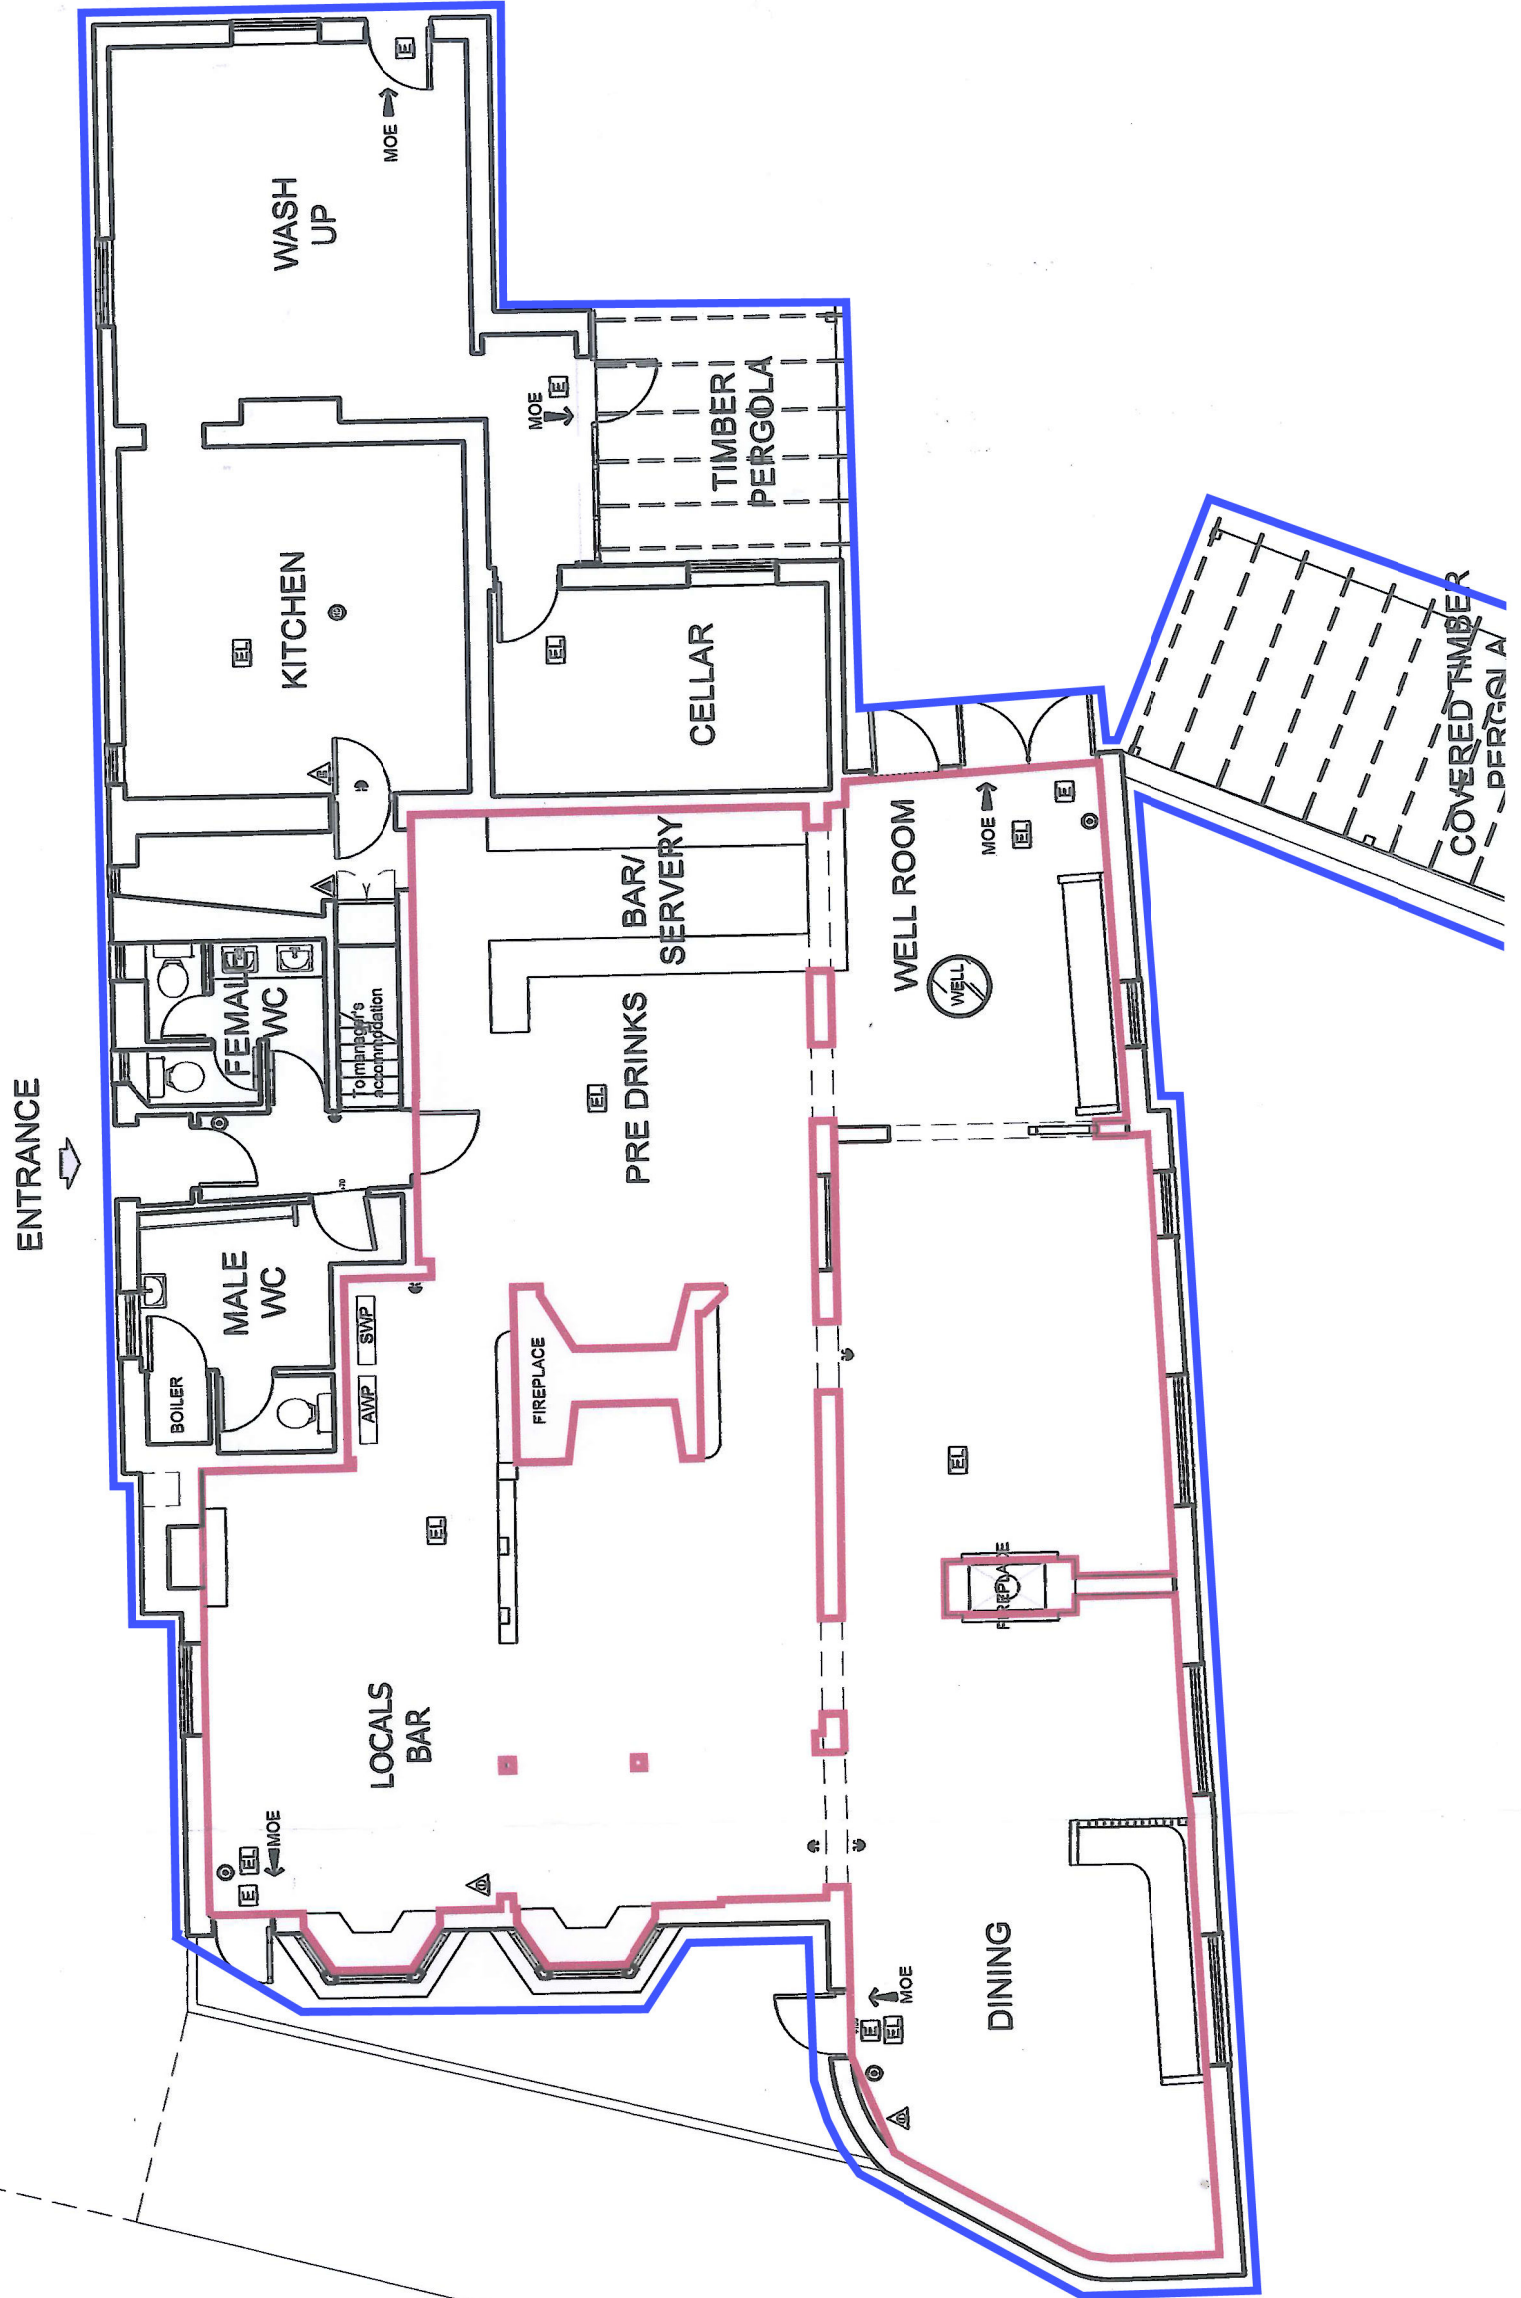 ENTRANCE
WASH
UP
E
MOE
MOE
E
TIMBER
PERGOLA
KITCHEN
EL
EL
CELLAR
COVERED TIMBER
PERGOLA
FEMALE
WC
To manager's
accommodation
BAR/
SERVERY
WELL ROOM
MOE
EL
E
WELL
PRE DRINKS
EL
MALE
WC
BOILER
SWP
AWP
FIREPLACE
EL
EL
FIREPLACE
LOCALS
BAR
MOE
EL
E
DINING
MOE
E
EL